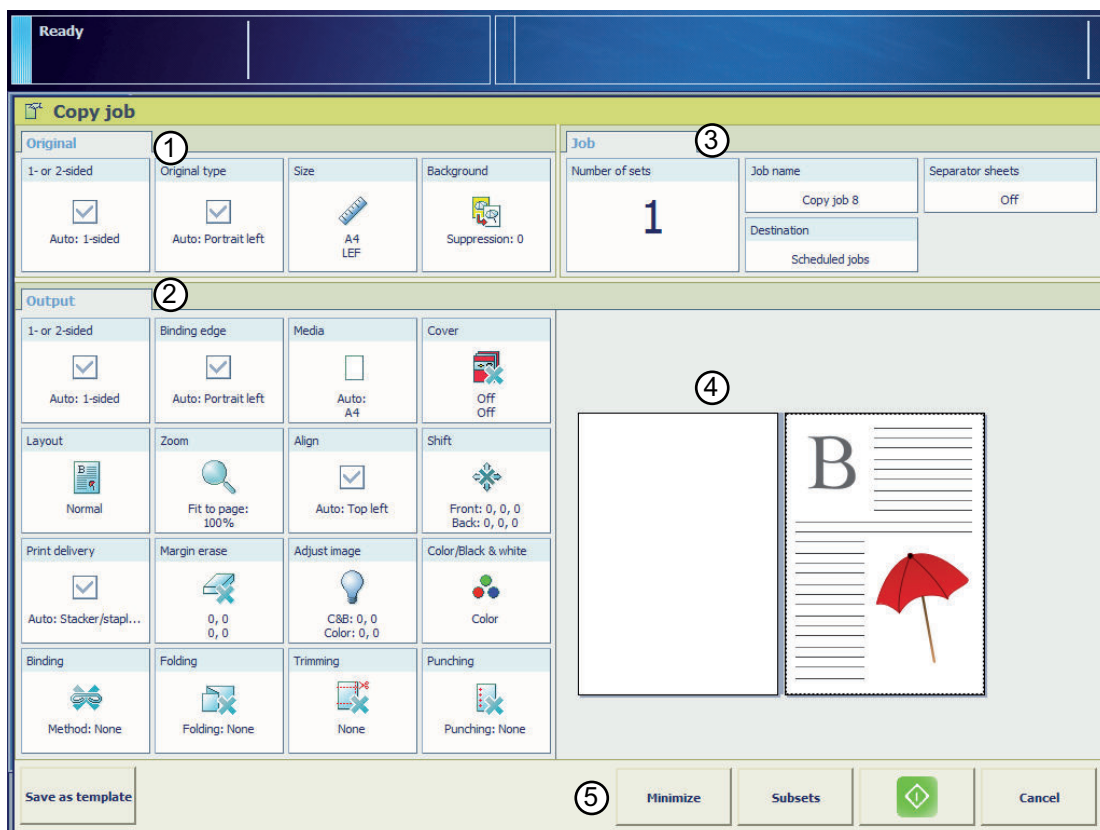 Ready
Copy job
Original
1
1- or 2-sided
Auto: 1-sided
Original type
Auto: Portrait left
Size
A4
LEF
Background
Suppression: 0
Job
3
Number of sets
1
Job name
Copy job 8
Separator sheets
Off
Destination
Scheduled jobs
Output
2
1- or 2-sided
Auto: 1-sided
Binding edge
Auto: Portrait left
Media
Auto:
A4
Cover
Off
Off
Layout
B
Normal
Zoom
Fit to page:
100%
Align
Auto: Top left
Shift
Front: 0, 0, 0
Back: 0, 0, 0
Print delivery
Auto: Stacker/stapl...
Margin erase
0, 0
0, 0
Adjust image
C&B: 0, 0
Color: 0, 0
Color/Black & white
Color
Binding
Method: None
Folding
Folding: None
Trimming
None
Punching
Punching: None
4
B
Save as template
5
Minimize
Subsets
Cancel